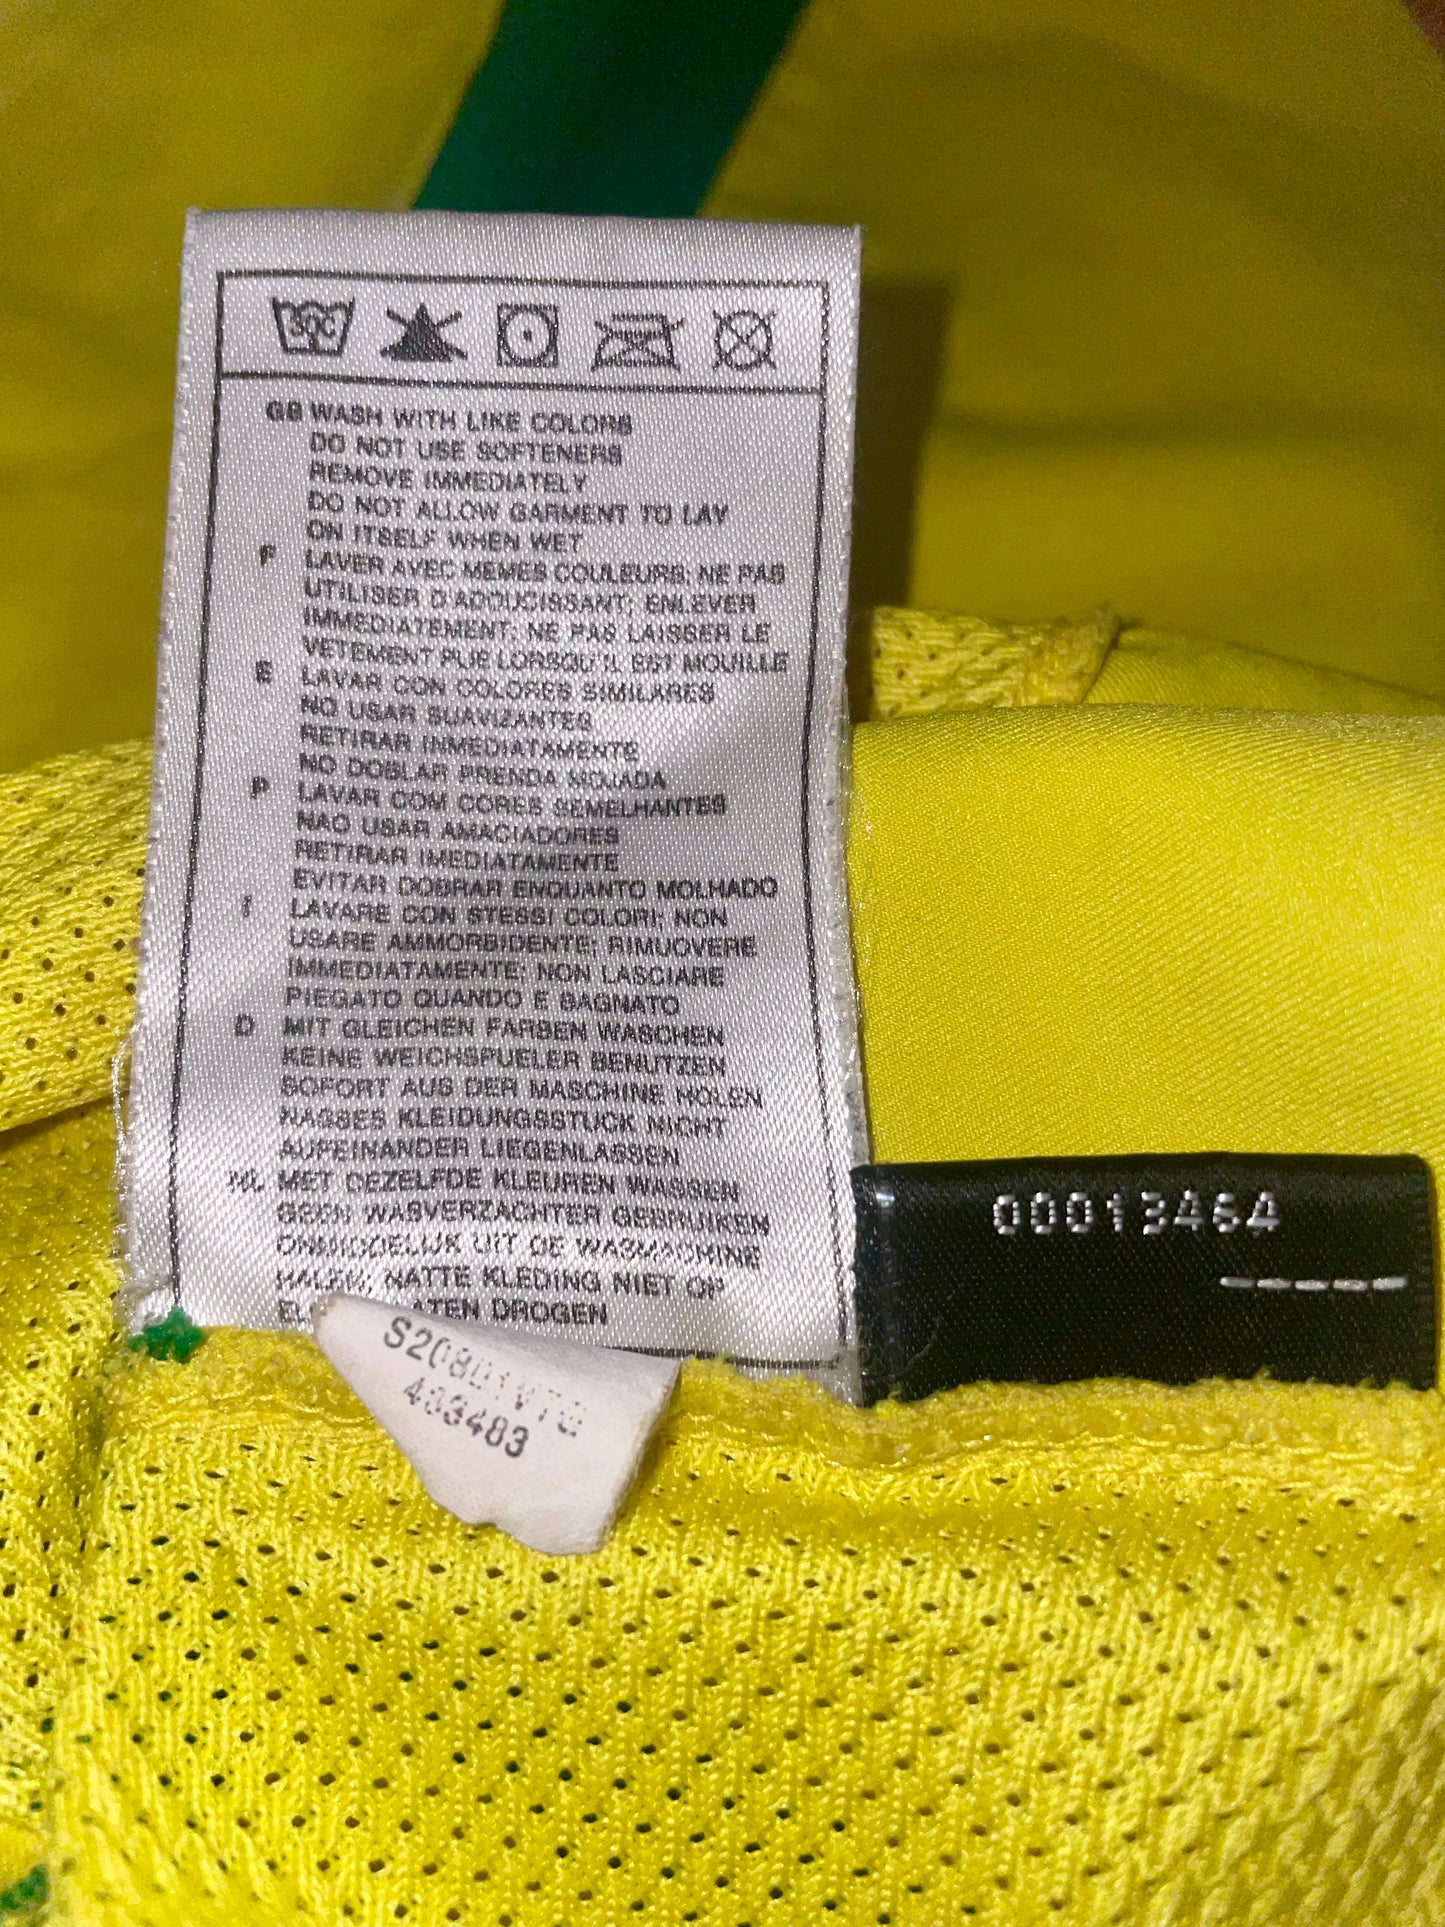 30C
GB WASH WITH LIKE COLORS
DO NOT USE SOFTENERS
REMOVE IMMEDIATELY
DO NOT ALLOW GARMENT TO LAY
ON ITSELF WHEN WET
F LAVER AVEC MEMES COULEURS; NE PAS
UTILISER D'ADOUCISSANT; ENLEVER
IMMEDIATEMENT; NE PAS LAISSER LE
VETEMENT PLIE LORSQU'IL EST MOUILLE
E LAVAR CON COLORES SIMILARES
NO USAR SUAVIZANTES
RETIRAR INMEDIATAMENTE
NO DOBLAR PRENDA MOJADA
P LAVAR COM CORES SEMELHANTES
NAO USAR AMACIADORES
RETIRAR IMEDIATAMENTE
EVITAR DOBRAR ENQUANTO MOLHADO
I LAVARE CON STESSI COLORI; NON
USARE AMMORBIDENTE; RIMUOVERE
IMMEDIATAMENTE; NON LASCIARE
PIEGATO QUANDO E BAGNATO
D MIT GLEICHEN FARBEN WASCHEN
KEINE WEICHSPUELER BENUTZEN
SOFORT AUS DER MASCHINE HOLEN
NASSES KLEIDUNGSSTUCK NICHT
AUFEINANDER LIEGENLASSEN
NL MET DEZELFDE KLEUREN WASSEN
GEEN WASVERZACHTER GEBRUIKEN
ONMIDDELIJK UIT DE WASMACHINE
HALEN; NATTE KLEDING NIET OP
DROGEN
00013464
-----